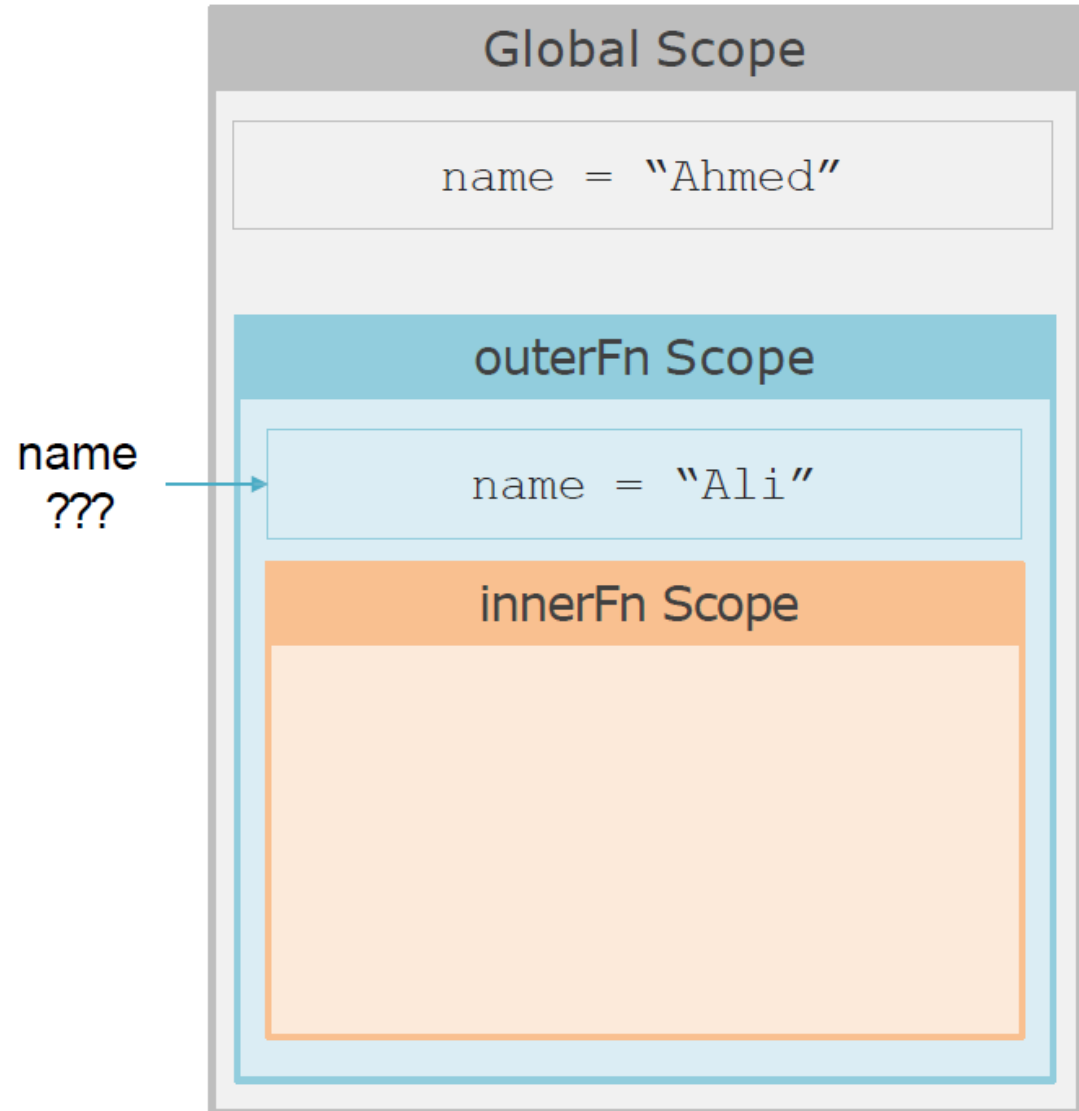 Global Scope
name = “Ahmed”
outerFn Scope
name
???
name = “Ali”
innerFn Scope